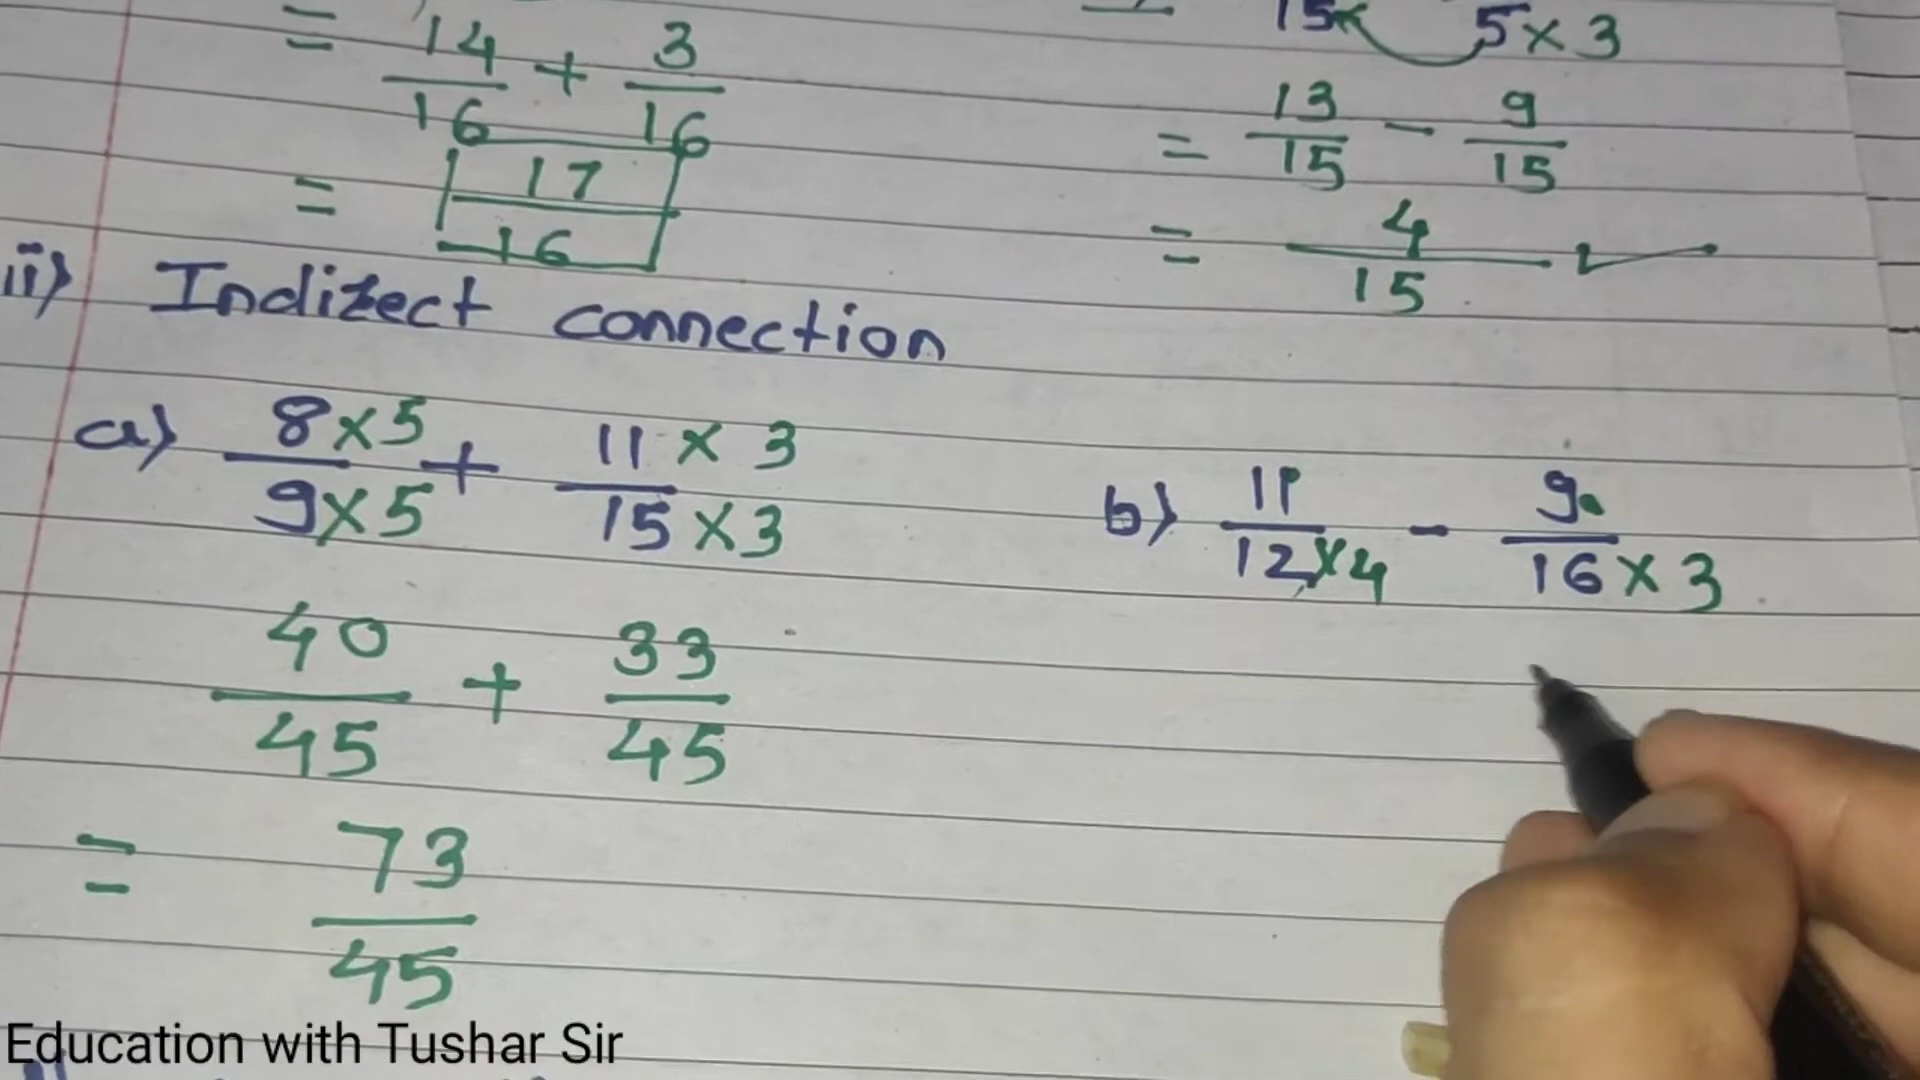 = 14/16 + 3/16
= 17/16
15× 5×3
= 13/15 - 9/15
= 4/15
ii) Indirect connection
a) 8×5/9×5 + 11×3/15×3
40/45 + 33/45
= 73/45
b) 11/12×4 - 9/16×3
Education with Tushar Sir